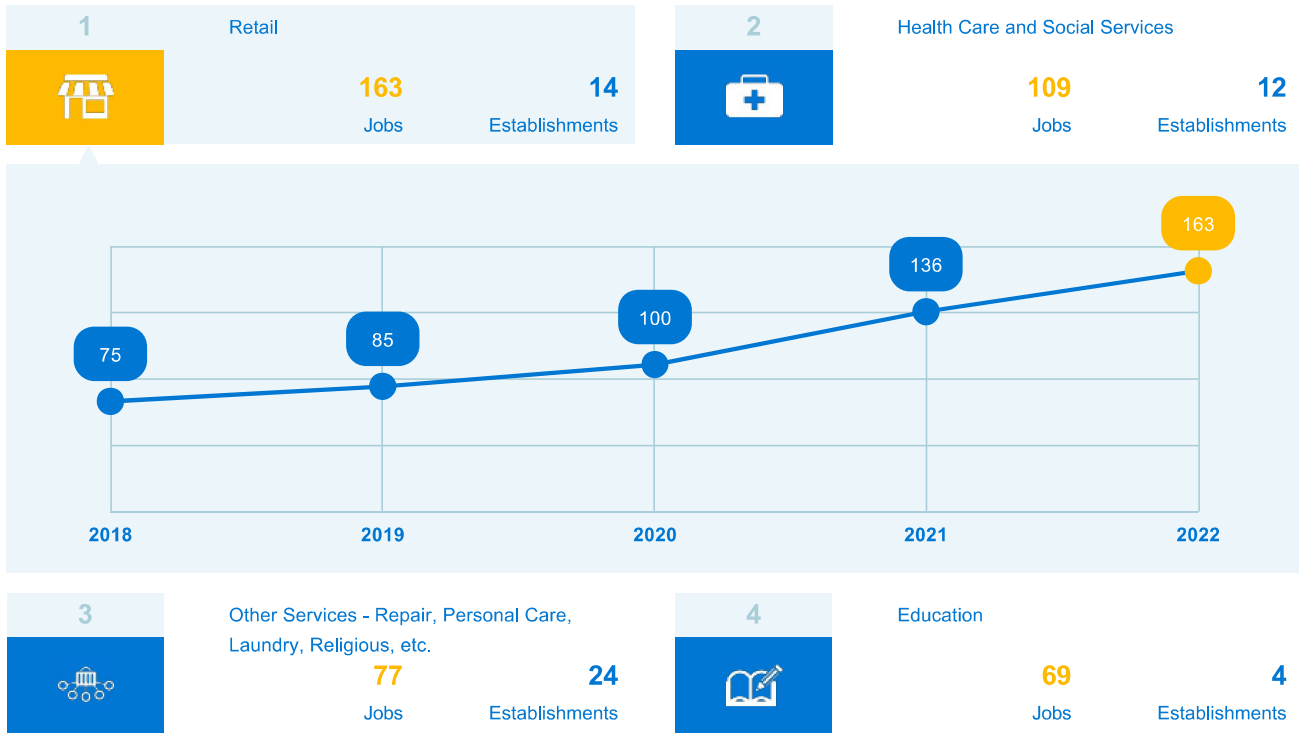 1
Retail
163
14
Jobs
Establishments
2
Health Care and Social Services
109
12
Jobs
Establishments
75
85
100
136
163
2018
2019
2020
2021
2022
3
Other Services - Repair, Personal Care,
Laundry, Religious, etc.
77
24
Jobs
Establishments
4
Education
69
4
Jobs
Establishments